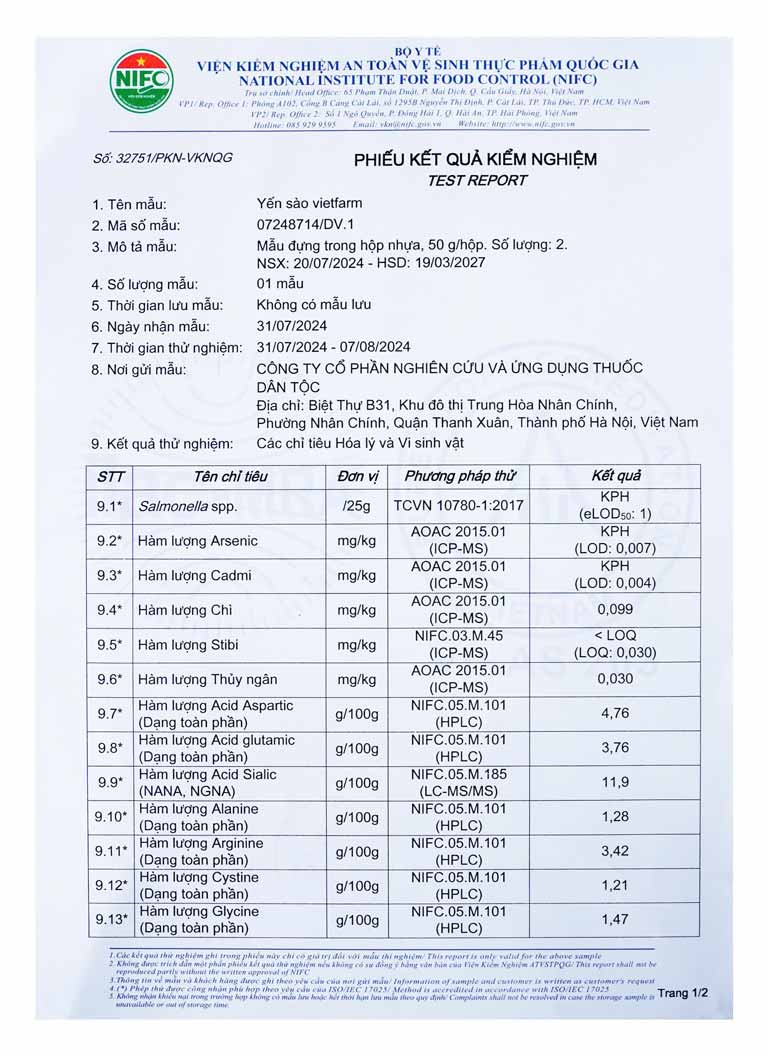 NIFC
BỘ Y TẾ
VIỆN KIỂM NGHIỆM AN TOÀN VỆ SINH THỰC PHẨM QUỐC GIA
NATIONAL INSTITUTE FOR FOOD CONTROL (NIFC)
Trụ sở chính/ Head Office: 65 Phạm Thận Duật, P. Mai Dịch, Q. Cầu Giấy, Hà Nội, Việt Nam
VP1/ Rep. Office 1: Phòng A102, Cổng B Cảng Cát Lái, số 1295B Nguyễn Thị Định, P. Cát Lái, TP. Thủ Đức, TP. HCM, Việt Nam
VP2/ Rep. Office 2: Số 1 Ngô Quyền, P. Đông Hải 1, Q. Hải An, TP. Hải Phòng, Việt Nam
Hotline: 085 929 9595 Email: vkn@nifc.gov.vn Website: http://www.nifc.gov.vn
Số: 32751/PKN-VKNQG
PHIẾU KẾT QUẢ KIỂM NGHIỆM
TEST REPORT
1. Tên mẫu: Yến sào vietfarm
2. Mã số mẫu: 07248714/DV.1
3. Mô tả mẫu: Mẫu đựng trong hộp nhựa, 50 g/hộp. Số lượng: 2.
NSX: 20/07/2024 - HSD: 19/03/2027
4. Số lượng mẫu: 01 mẫu
5. Thời gian lưu mẫu: Không có mẫu lưu
6. Ngày nhận mẫu: 31/07/2024
7. Thời gian thử nghiệm: 31/07/2024 - 07/08/2024
8. Nơi gửi mẫu: CÔNG TY CỔ PHẦN NGHIÊN CỨU VÀ ỨNG DỤNG THUỐC
DÂN TỘC
Địa chỉ: Biệt Thự B31, Khu đô thị Trung Hòa Nhân Chính,
Phường Nhân Chính, Quận Thanh Xuân, Thành phố Hà Nội, Việt Nam
9. Kết quả thử nghiệm: Các chỉ tiêu Hóa lý và Vi sinh vật
STT Tên chỉ tiêu Đơn vị Phương pháp thử Kết quả
9.1* Salmonella spp. /25g TCVN 10780-1:2017 KPH
(eLOD50: 1)
9.2* Hàm lượng Arsenic mg/kg AOAC 2015.01 KPH
(ICP-MS) (LOD: 0,007)
9.3* Hàm lượng Cadmi mg/kg AOAC 2015.01 KPH
(ICP-MS) (LOD: 0,004)
9.4* Hàm lượng Chì mg/kg AOAC 2015.01 0,099
(ICP-MS)
9.5* Hàm lượng Stibi mg/kg NIFC.03.M.45 < LOQ
(ICP-MS) (LOQ: 0,030)
9.6* Hàm lượng Thủy ngân mg/kg AOAC 2015.01 0,030
(ICP-MS)
9.7* Hàm lượng Acid Aspartic g/100g NIFC.05.M.101 4,76
(Dạng toàn phần) (HPLC)
9.8* Hàm lượng Acid glutamic g/100g NIFC.05.M.101 3,76
(Dạng toàn phần) (HPLC)
9.9* Hàm lượng Acid Sialic g/100g NIFC.05.M.185 11,9
(NANA, NGNA) (LC-MS/MS)
9.10* Hàm lượng Alanine g/100g NIFC.05.M.101 1,28
(Dạng toàn phần) (HPLC)
9.11* Hàm lượng Arginine g/100g NIFC.05.M.101 3,42
(Dạng toàn phần) (HPLC)
9.12* Hàm lượng Cystine g/100g NIFC.05.M.101 1,21
(Dạng toàn phần) (HPLC)
9.13* Hàm lượng Glycine g/100g NIFC.05.M.101 1,47
(Dạng toàn phần) (HPLC)
1. Các kết quả thử nghiệm ghi trong phiếu này chỉ có giá trị đối với mẫu thí nghiệm/ This report is only valid for the above sample
2. Không được trích dẫn một phần phiếu kết quả thử nghiệm nếu không có sự đồng ý bằng văn bản của Viện Kiểm Nghiệm ATVSTPQG/ This report shall not be
reproduced partly without the written approval of NIFC
3. Thông tin về mẫu và khách hàng được ghi theo yêu cầu của nơi gửi mẫu/ Information of sample and customer is written as customer's request
4. (*) Phép thử được công nhận phù hợp theo yêu cầu của ISO/IEC 17025/ Method is accredited in accordance with ISO/IEC 17025
5. Không nhận khiếu nại trong trường hợp không có mẫu lưu hoặc hết thời hạn lưu mẫu theo quy định/ Complaints shall not be resolved in case the storage sample is
unavailable or out of storage time.
Trang 1/2